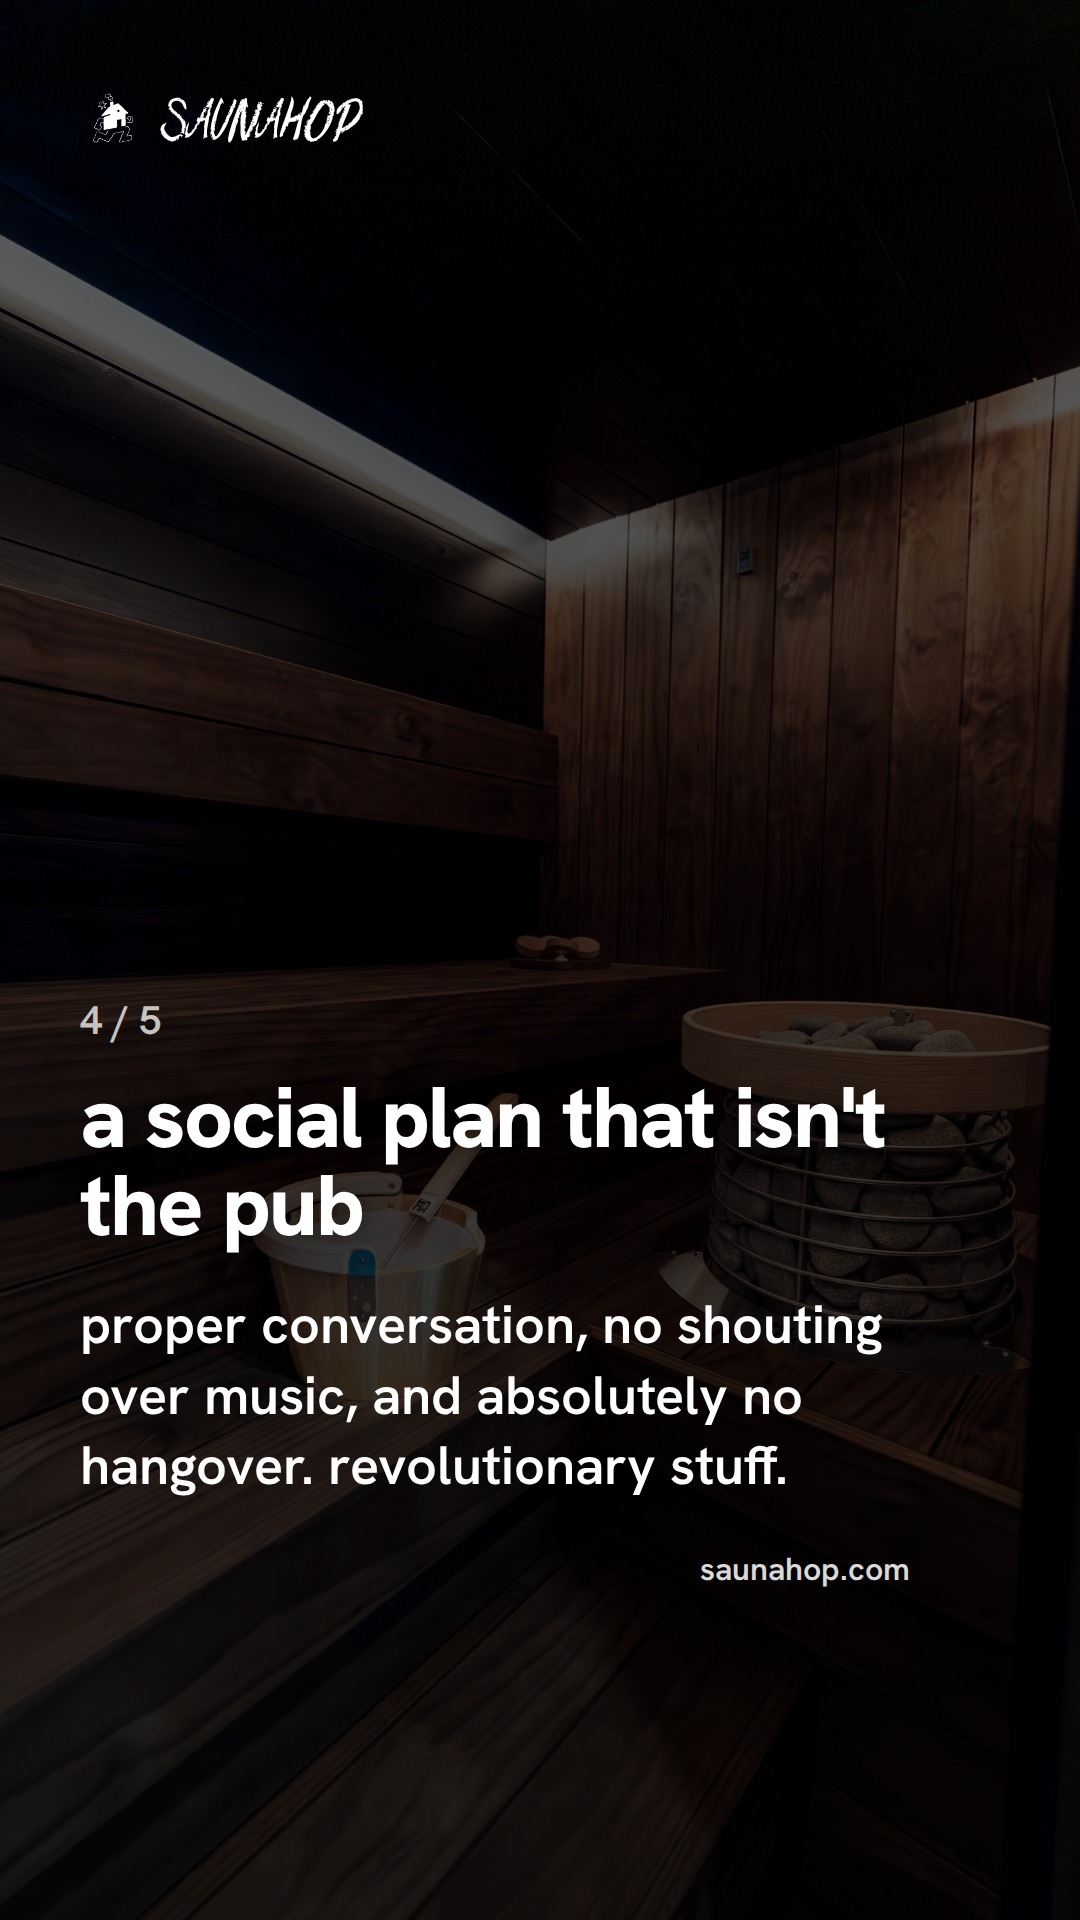 SAUNAHOP
4 / 5
a social plan that isn't
the pub
proper conversation, no shouting
over music, and absolutely no
hangover. revolutionary stuff.
saunahop.com